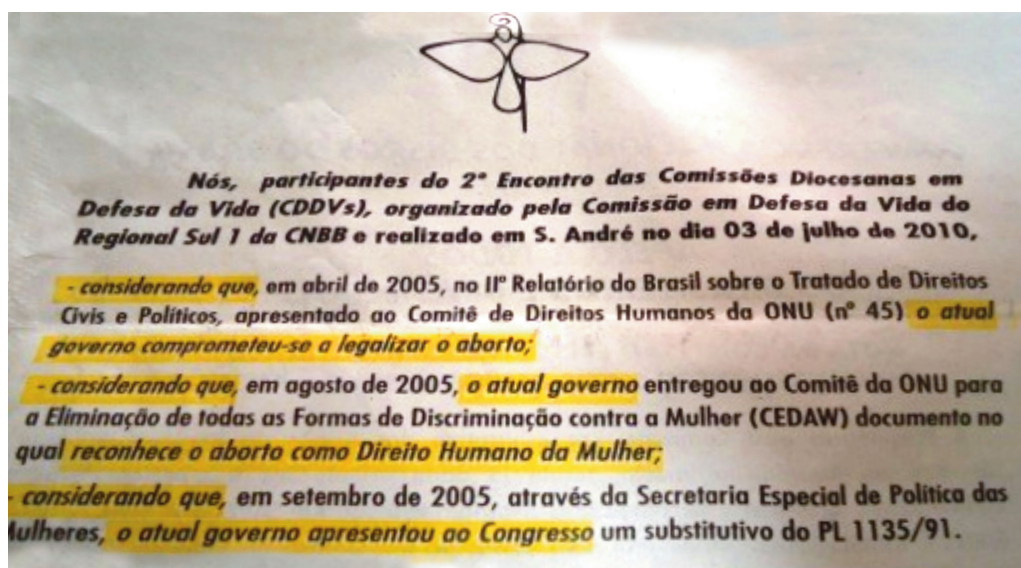 Nós, participantes do 2º Encontro das Comissões Diocesanas em
Defesa da Vida (CDDVs), organizado pela Comissão em Defesa da Vida do
Regional Sul 1 da CNBB e realizado em S. André no dia 03 de julho de 2010,
- considerando que, em abril de 2005, no IIº Relatório do Brasil sobre o Tratado de Direitos
Civis e Políticos, apresentado ao Comitê de Direitos Humanos da ONU (nº 45) o atual
governo comprometeu-se a legalizar o aborto;
- considerando que, em agosto de 2005, o atual governo entregou ao Comitê da ONU para
a Eliminação de todas as Formas de Discriminação contra a Mulher (CEDAW) documento no
qual reconhece o aborto como Direito Humano da Mulher;
- considerando que, em setembro de 2005, através da Secretaria Especial de Política das
Mulheres, o atual governo apresentou ao Congresso um substitutivo do PL 1135/91.